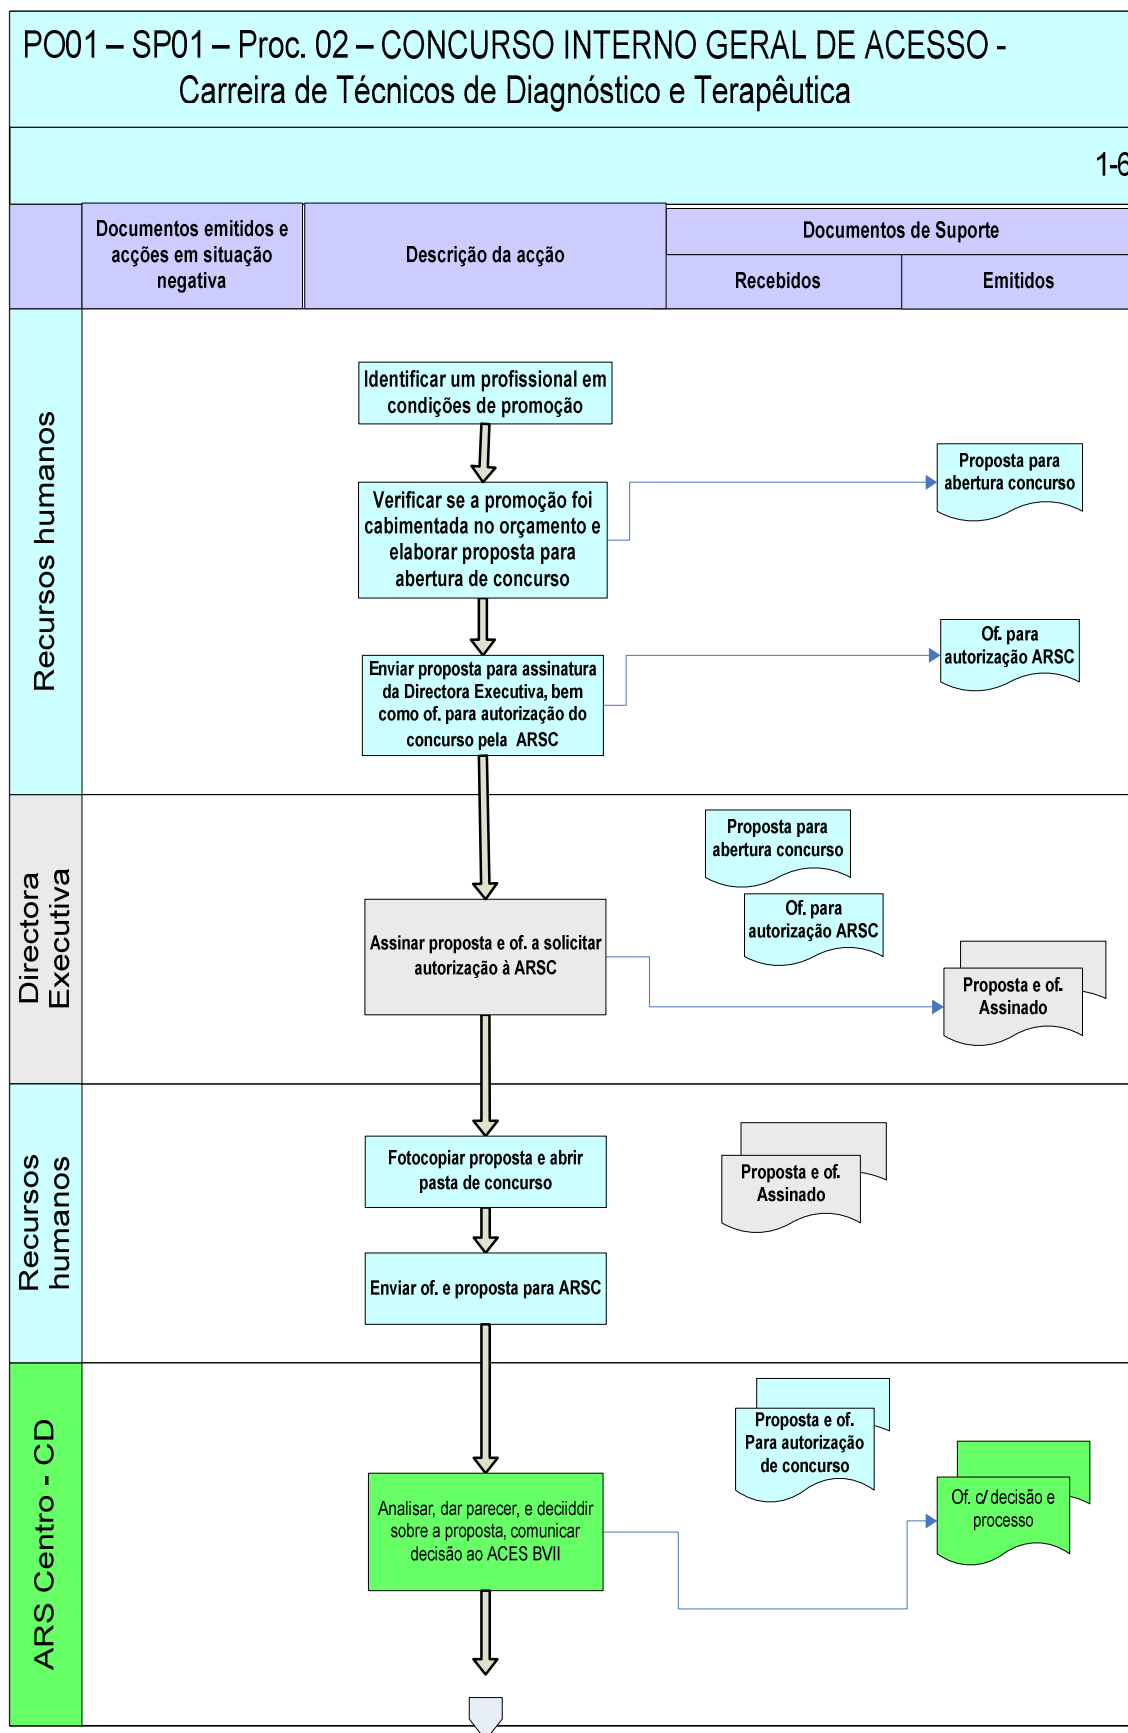 PO01 – SP01 – Proc. 02 – CONCURSO INTERNO GERAL DE ACESSO -
Carreira de Técnicos de Diagnóstico e Terapêutica
1-6
Documentos emitidos e
acções em situação
negativa
Descrição da acção
Documentos de Suporte
Recebidos
Emitidos
Recursos humanos
Identificar um profissional em
condições de promoção
Verificar se a promoção foi
cabimentada no orçamento e
elaborar proposta para
abertura de concurso
Proposta para
abertura concurso
Enviar proposta para assinatura
da Directora Executiva, bem
como of. para autorização do
concurso pela ARSC
Of. para
autorização ARSC
Directora
Executiva
Proposta para
abertura concurso
Of. para
autorização ARSC
Assinar proposta e of. a solicitar
autorização à ARSC
Proposta e of.
Assinado
Recursos
humanos
Fotocopiar proposta e abrir
pasta de concurso
Proposta e of.
Assinado
Enviar of. e proposta para ARSC
ARS Centro - CD
Proposta e of.
Para autorização
de concurso
Analisar, dar parecer, e deciiddir
sobre a proposta, comunicar
decisão ao ACES BVII
Of. c/ decisão e
processo